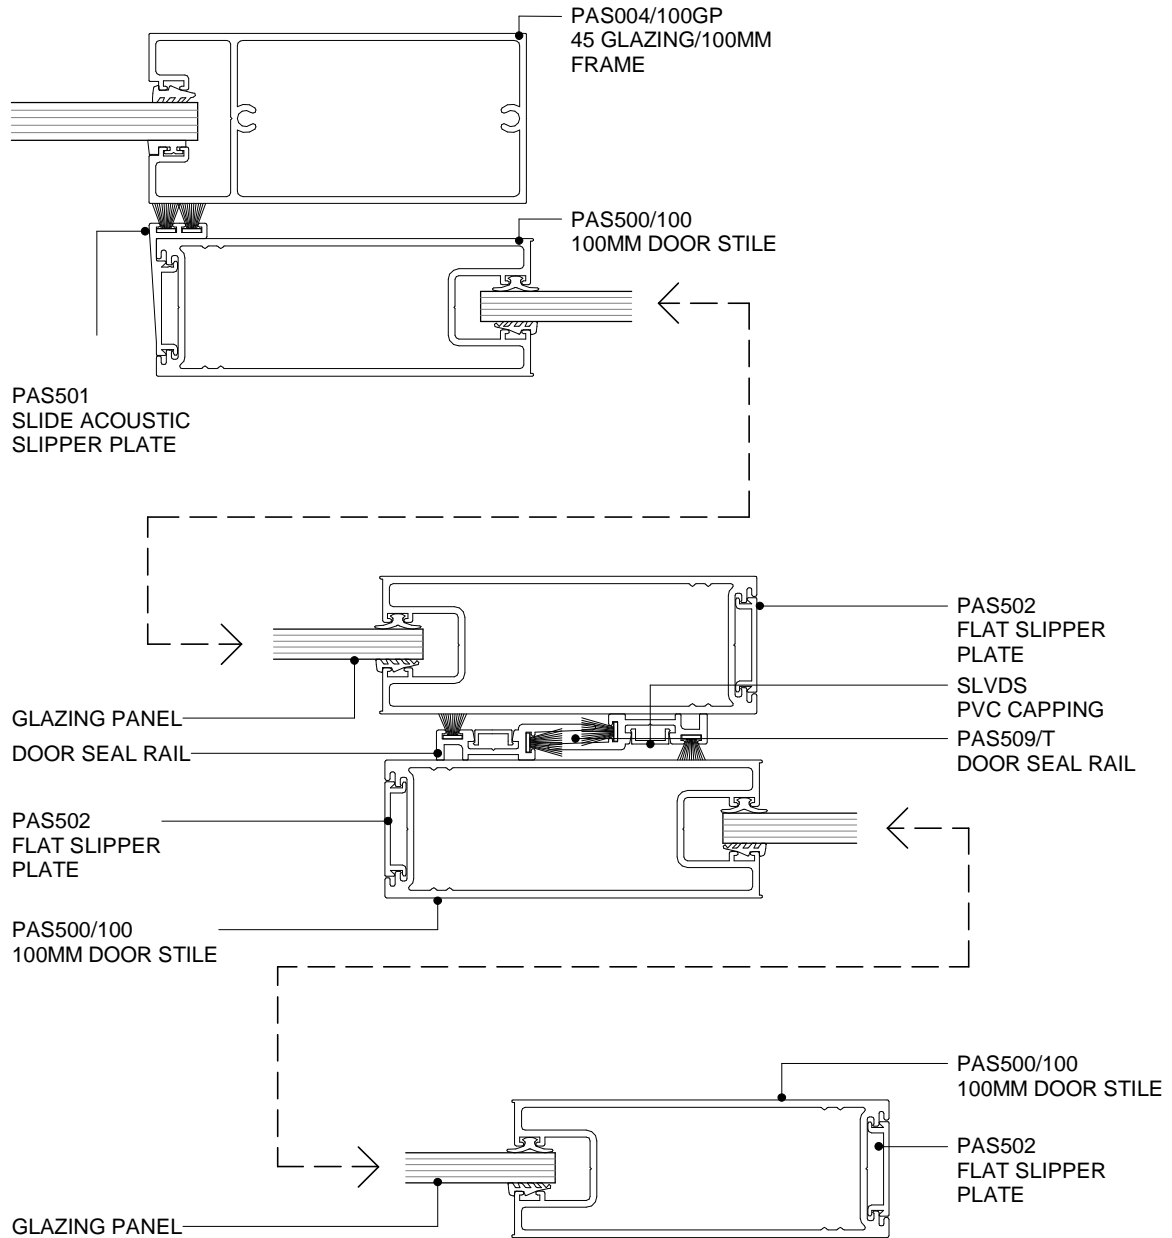 PAS004/100GP
45 GLAZING/100MM
FRAME
PAS500/100
100MM DOOR STILE
PAS501
SLIDE ACOUSTIC
SLIPPER PLATE
PAS502
FLAT SLIPPER
PLATE
SLVDS
PVC CAPPING
GLAZING PANEL
DOOR SEAL RAIL
PAS509/T
DOOR SEAL RAIL
PAS502
FLAT SLIPPER
PLATE
PAS500/100
100MM DOOR STILE
PAS500/100
100MM DOOR STILE
PAS502
FLAT SLIPPER
PLATE
GLAZING PANEL